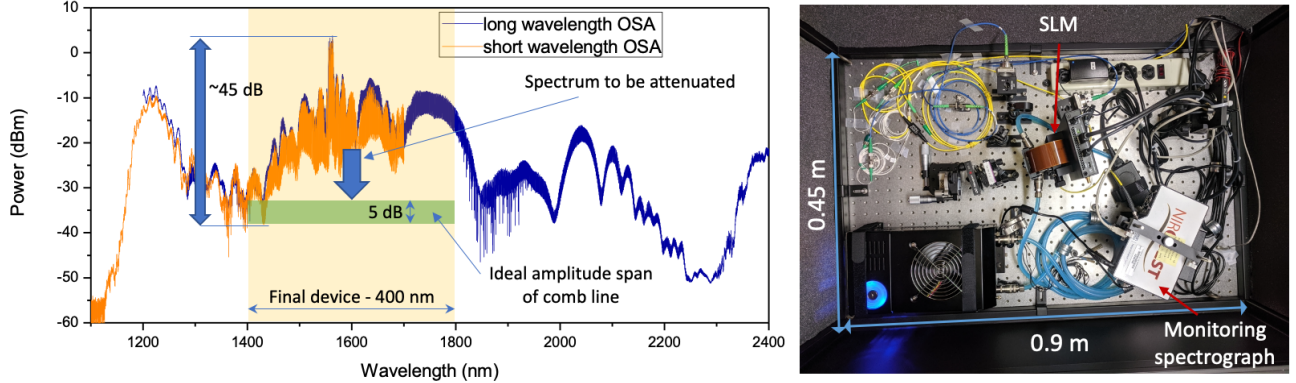 10
0
-10
-20
-30
-40
-50
-60
Power (dBm)
1200
1400
1600
1800
2000
2200
2400
Wavelength (nm)
long wavelength OSA
short wavelength OSA
~45 dB
Spectrum to be attenuated
5 dB
Ideal amplitude span
of comb line
Final device - 400 nm
SLM
0.45 m
0.9 m
Monitoring
spectrograph